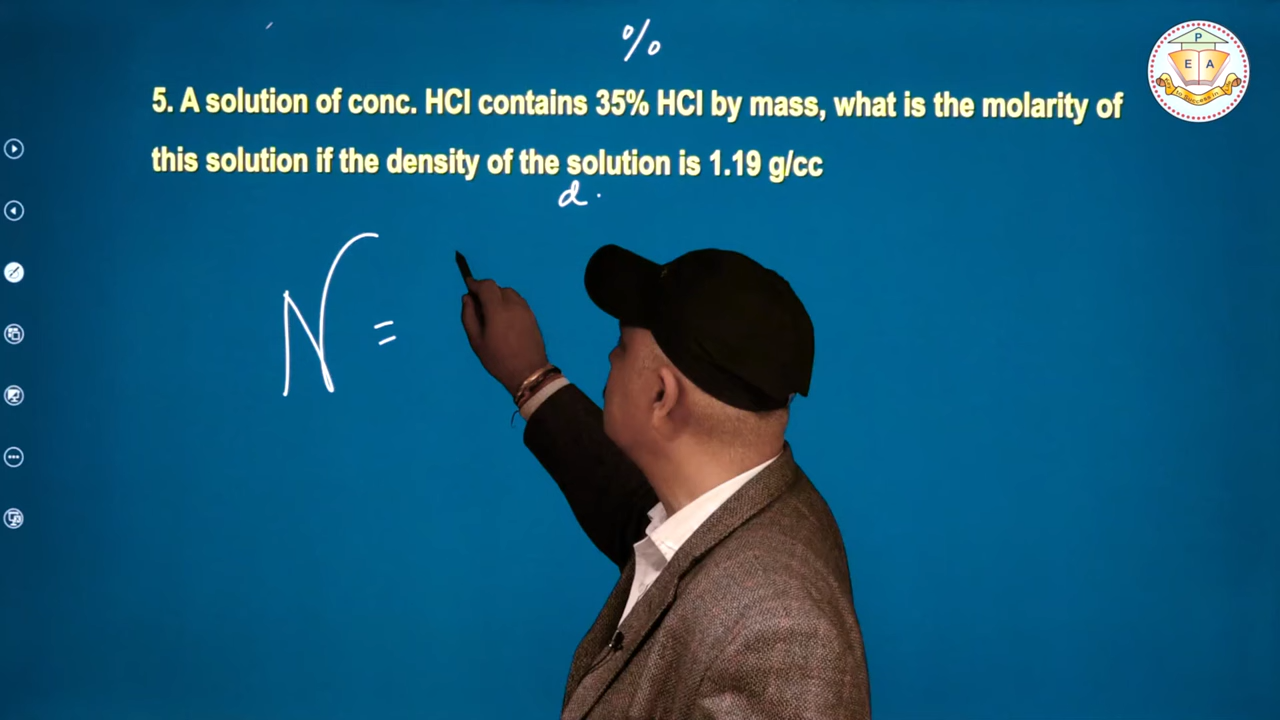 %
P
E A
5. A solution of conc. HCl contains 35% HCl by mass, what is the molarity of
this solution if the density of the solution is 1.19 g/cc
d.
N =